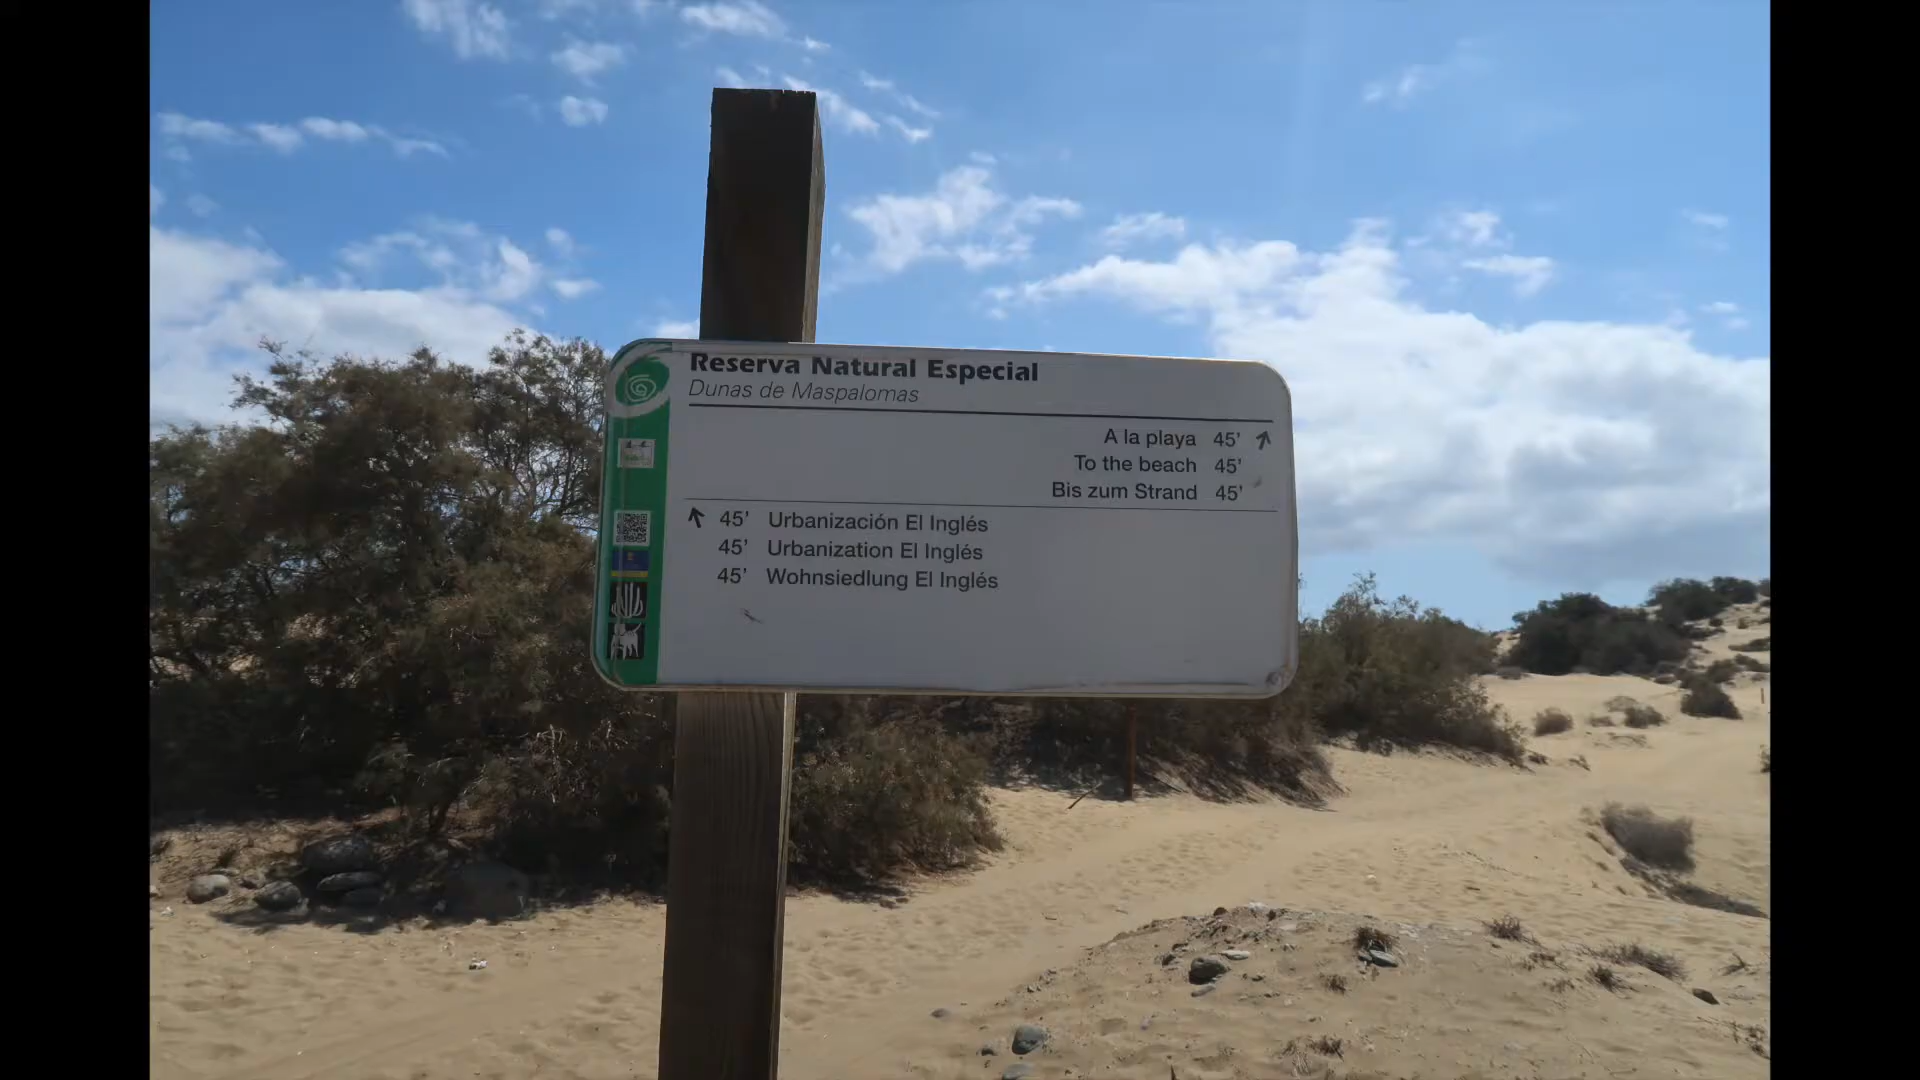 Reserva Natural Especial
Dunas de Maspalomas
A la playa 45'
To the beach 45'
Bis zum Strand 45'
45' Urbanización El Inglés
45' Urbanization El Inglés
45' Wohnsiedlung El Inglés